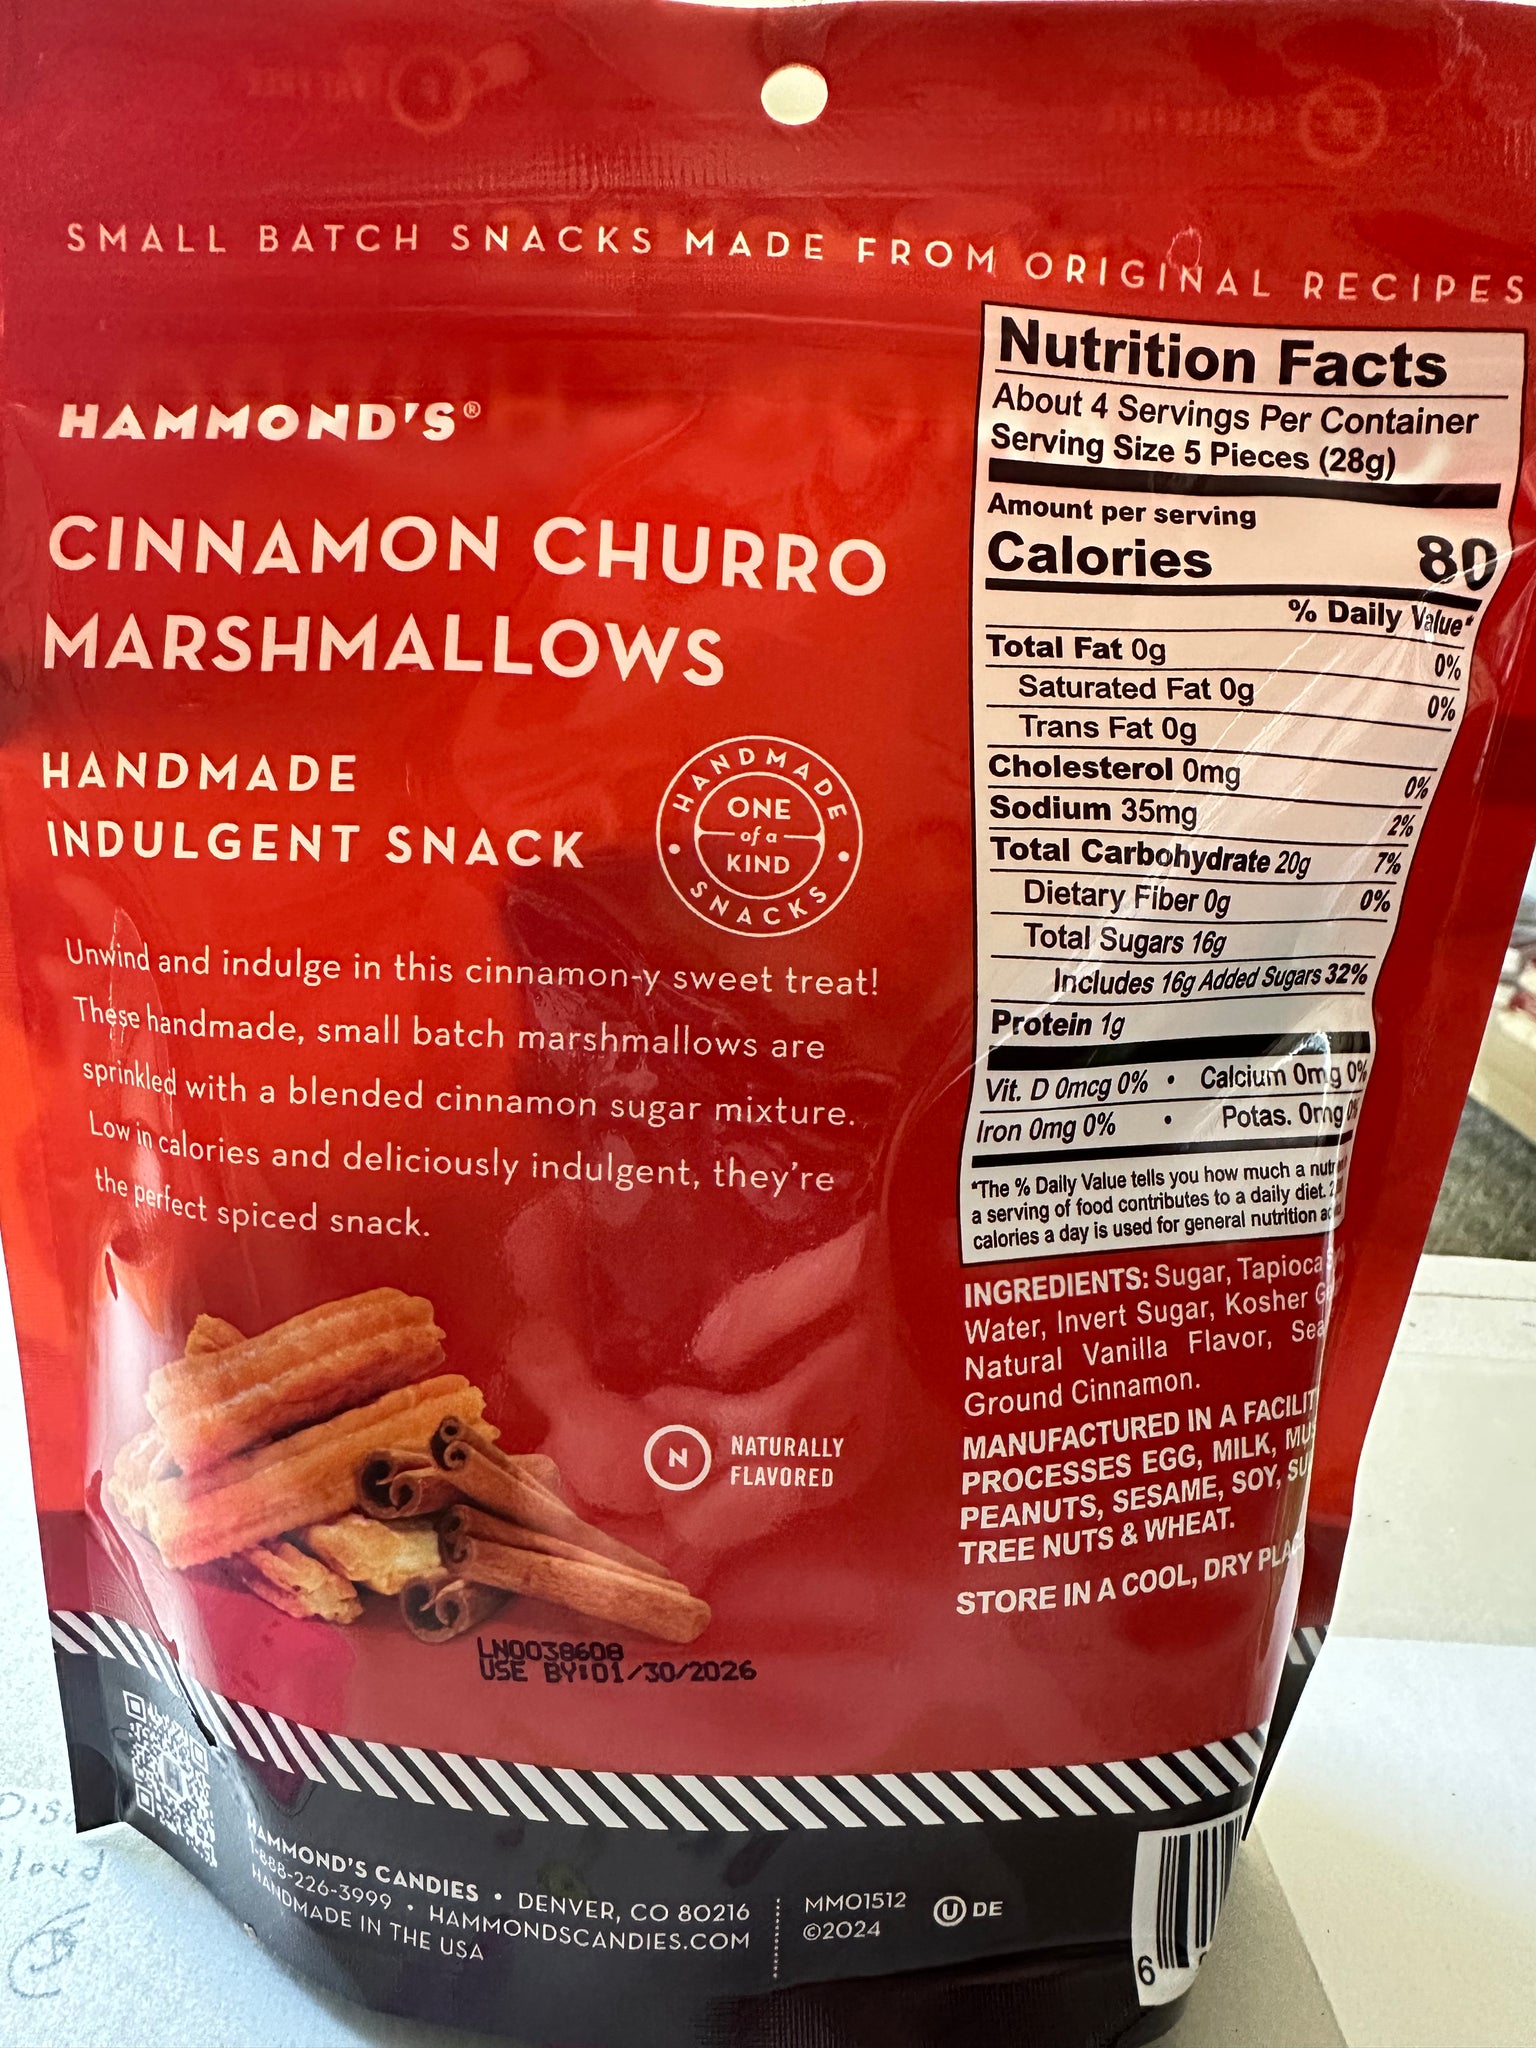 SMALL BATCH SNACKS MADE FROM ORIGINAL RECIPES
HAMMOND'S®
CINNAMON CHURRO
MARSHMALLOWS
HANDMADE
INDULGENT SNACK
HANDMADE
ONE
of a
KIND
SNACKS
Unwind and indulge in this cinnamon-y sweet treat!
These handmade, small batch marshmallows are
sprinkled with a blended cinnamon sugar mixture.
Low in calories and deliciously indulgent, they're
the perfect spiced snack.
N
NATURALLY
FLAVORED
LN0038608
USE BY:01/30/2026
Nutrition Facts
About 4 Servings Per Container
Serving Size 5 Pieces (28g)
Amount per serving
Calories 80
% Daily Value*
Total Fat 0g 0%
Saturated Fat 0g 0%
Trans Fat 0g
Cholesterol 0mg 0%
Sodium 35mg 2%
Total Carbohydrate 20g 7%
Dietary Fiber 0g 0%
Total Sugars 16g
Includes 16g Added Sugars 32%
Protein 1g
Vit. D 0mcg 0% • Calcium 0mg 0%
Iron 0mg 0% • Potas. 0mg
*The % Daily Value tells you how much a
a serving of food contributes to a daily diet.
calories a day is used for general nutrition
INGREDIENTS: Sugar, Tapioca
Water, Invert Sugar, Kosher
Natural Vanilla Flavor,
Ground Cinnamon.
MANUFACTURED IN A
PROCESSES EGG, MILK,
PEANUTS, SESAME, SOY,
TREE NUTS & WHEAT.
STORE IN A COOL, DRY
HAMMOND'S CANDIES • DENVER, CO 80216
1-888-226-3999 • HAMMONDSCANDIES.COM
HANDMADE IN THE USA
MMO1512
©2024
U DE
6